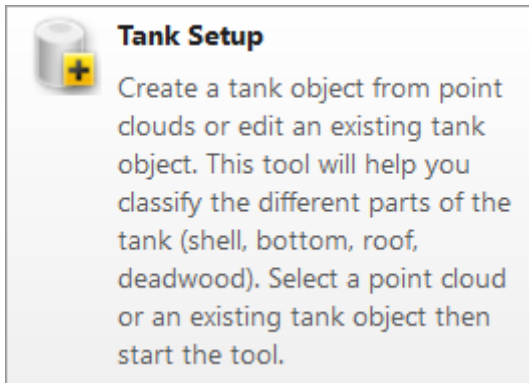 Tank Setup
Create a tank object from point
clouds or edit an existing tank
object. This tool will help you
classify the different parts of the
tank (shell, bottom, roof,
deadwood). Select a point cloud
or an existing tank object then
start the tool.